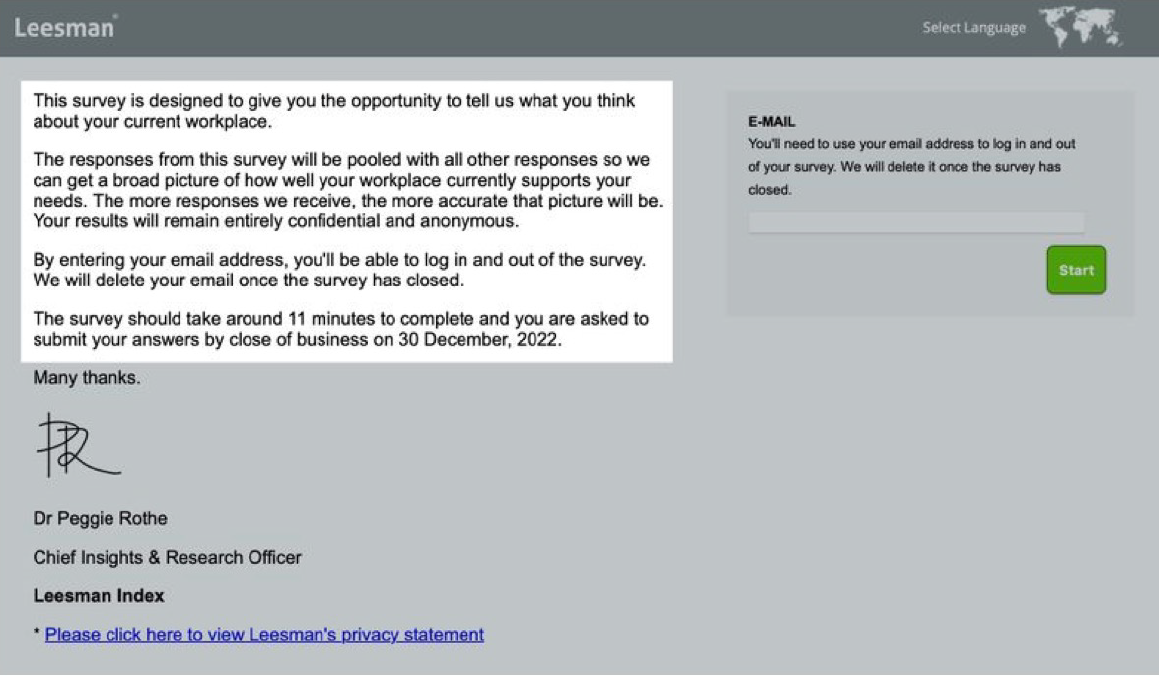 Leesman®
Select Language
This survey is designed to give you the opportunity to tell us what you think
about your current workplace.
The responses from this survey will be pooled with all other responses so we
can get a broad picture of how well your workplace currently supports your
needs. The more responses we receive, the more accurate that picture will be.
Your results will remain entirely confidential and anonymous.
By entering your email address, you'll be able to log in and out of the survey.
We will delete your email once the survey has closed.
The survey should take around 11 minutes to complete and you are asked to
submit your answers by close of business on 30 December, 2022.
Many thanks.
PR
Dr Peggie Rothe
Chief Insights & Research Officer
Leesman Index
* Please click here to view Leesman's privacy statement
E-MAIL
You'll need to use your email address to log in and out
of your survey. We will delete it once the survey has
closed.
Start